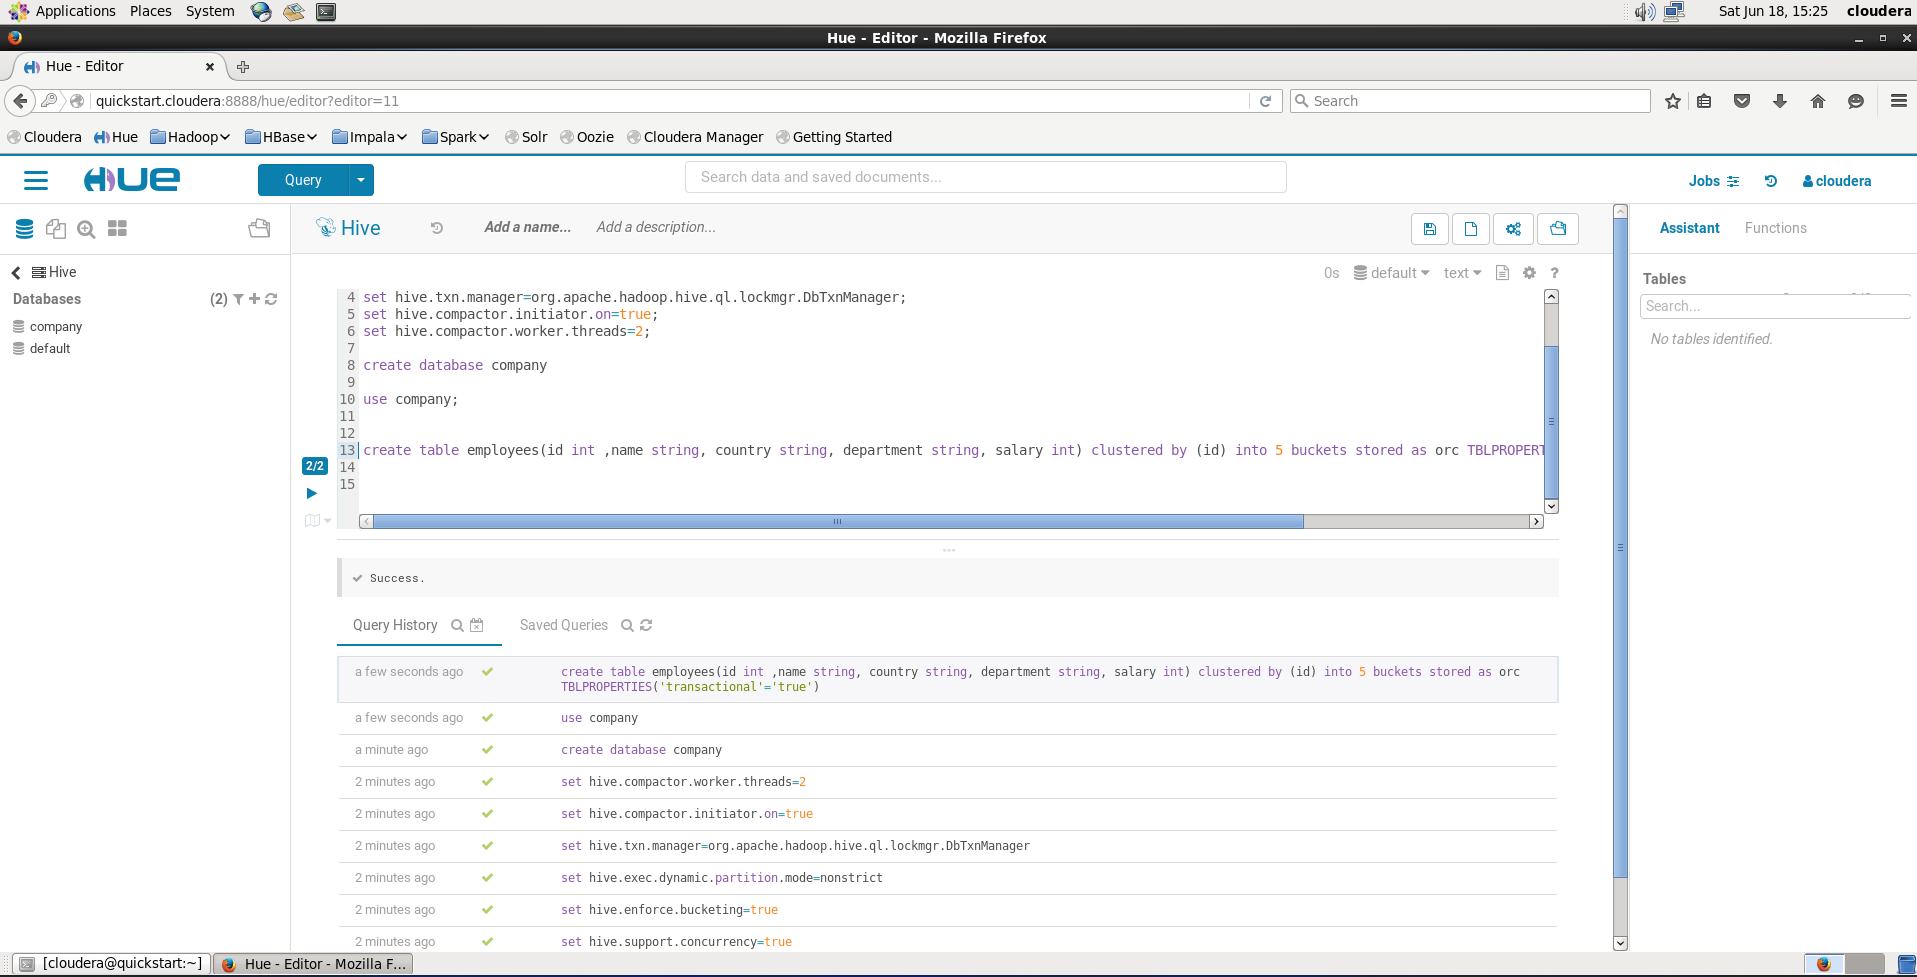 Applications Places System Sat Jun 18, 15:25 cloudera
Hue - Editor - Mozilla Firefox
Hue - Editor
quickstart.cloudera:8888/hue/editor?editor=11 Search
Cloudera Hue Hadoop HBase Impala Spark Solr Oozie Cloudera Manager Getting Started
HUE Query Search data and saved documents... Jobs cloudera
Hive Add a name... Add a description... Assistant Functions
Hive 0s default text ?
Databases (2) Tables
company
default
Search...
No tables identified.
4 set hive.txn.manager=org.apache.hadoop.hive.ql.lockmgr.DbTxnManager;
5 set hive.compactor.initiator.on=true;
6 set hive.compactor.worker.threads=2;
7
8 create database company
9
10 use company;
11
12
13 create table employees(id int ,name string, country string, department string, salary int) clustered by (id) into 5 buckets stored as orc TBLPROPERT
2/2
14
15
Success.
Query History Saved Queries
a few seconds ago create table employees(id int ,name string, country string, department string, salary int) clustered by (id) into 5 buckets stored as orc
TBLPROPERTIES('transactional'='true')
a few seconds ago use company
a minute ago create database company
2 minutes ago set hive.compactor.worker.threads=2
2 minutes ago set hive.compactor.initiator.on=true
2 minutes ago set hive.txn.manager=org.apache.hadoop.hive.ql.lockmgr.DbTxnManager
2 minutes ago set hive.exec.dynamic.partition.mode=nonstrict
2 minutes ago set hive.enforce.bucketing=true
2 minutes ago set hive.support.concurrency=true
[cloudera@quickstart:~] Hue - Editor - Mozilla F...